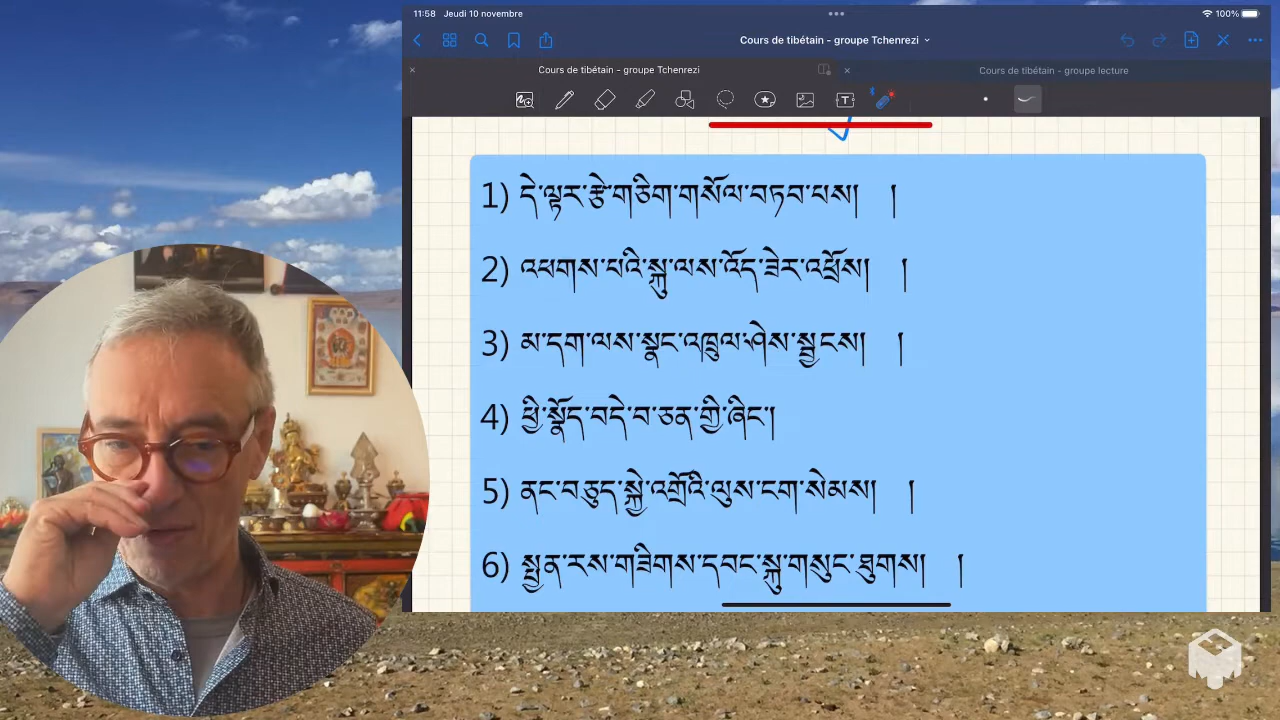 11:58 Jeudi 10 novembre
100%
Cours de tibétain - groupe Tchenrezi
Cours de tibétain - groupe Tchenrezi
Cours de tibétain - groupe lecture
1) དེ་ལྟར་རྩེ་གཅིག་གསོལ་བཏབ་པས། །
2) འཕགས་པའི་སྐུ་ལས་འོད་ཟེར་འཕྲོས། །
3) མ་དག་ལས་སྣང་འཁྲུལ་ཤེས་སྦྱངས། །
4) ཕྱི་སྣོད་བདེ་བ་ཅན་གྱི་ཞིང་།
5) ནང་བཅུད་སྐྱེ་འགྲོའི་ལུས་ངག་སེམས། །
6) སྤྱན་རས་གཟིགས་དབང་སྐུ་གསུང་ཐུགས། །